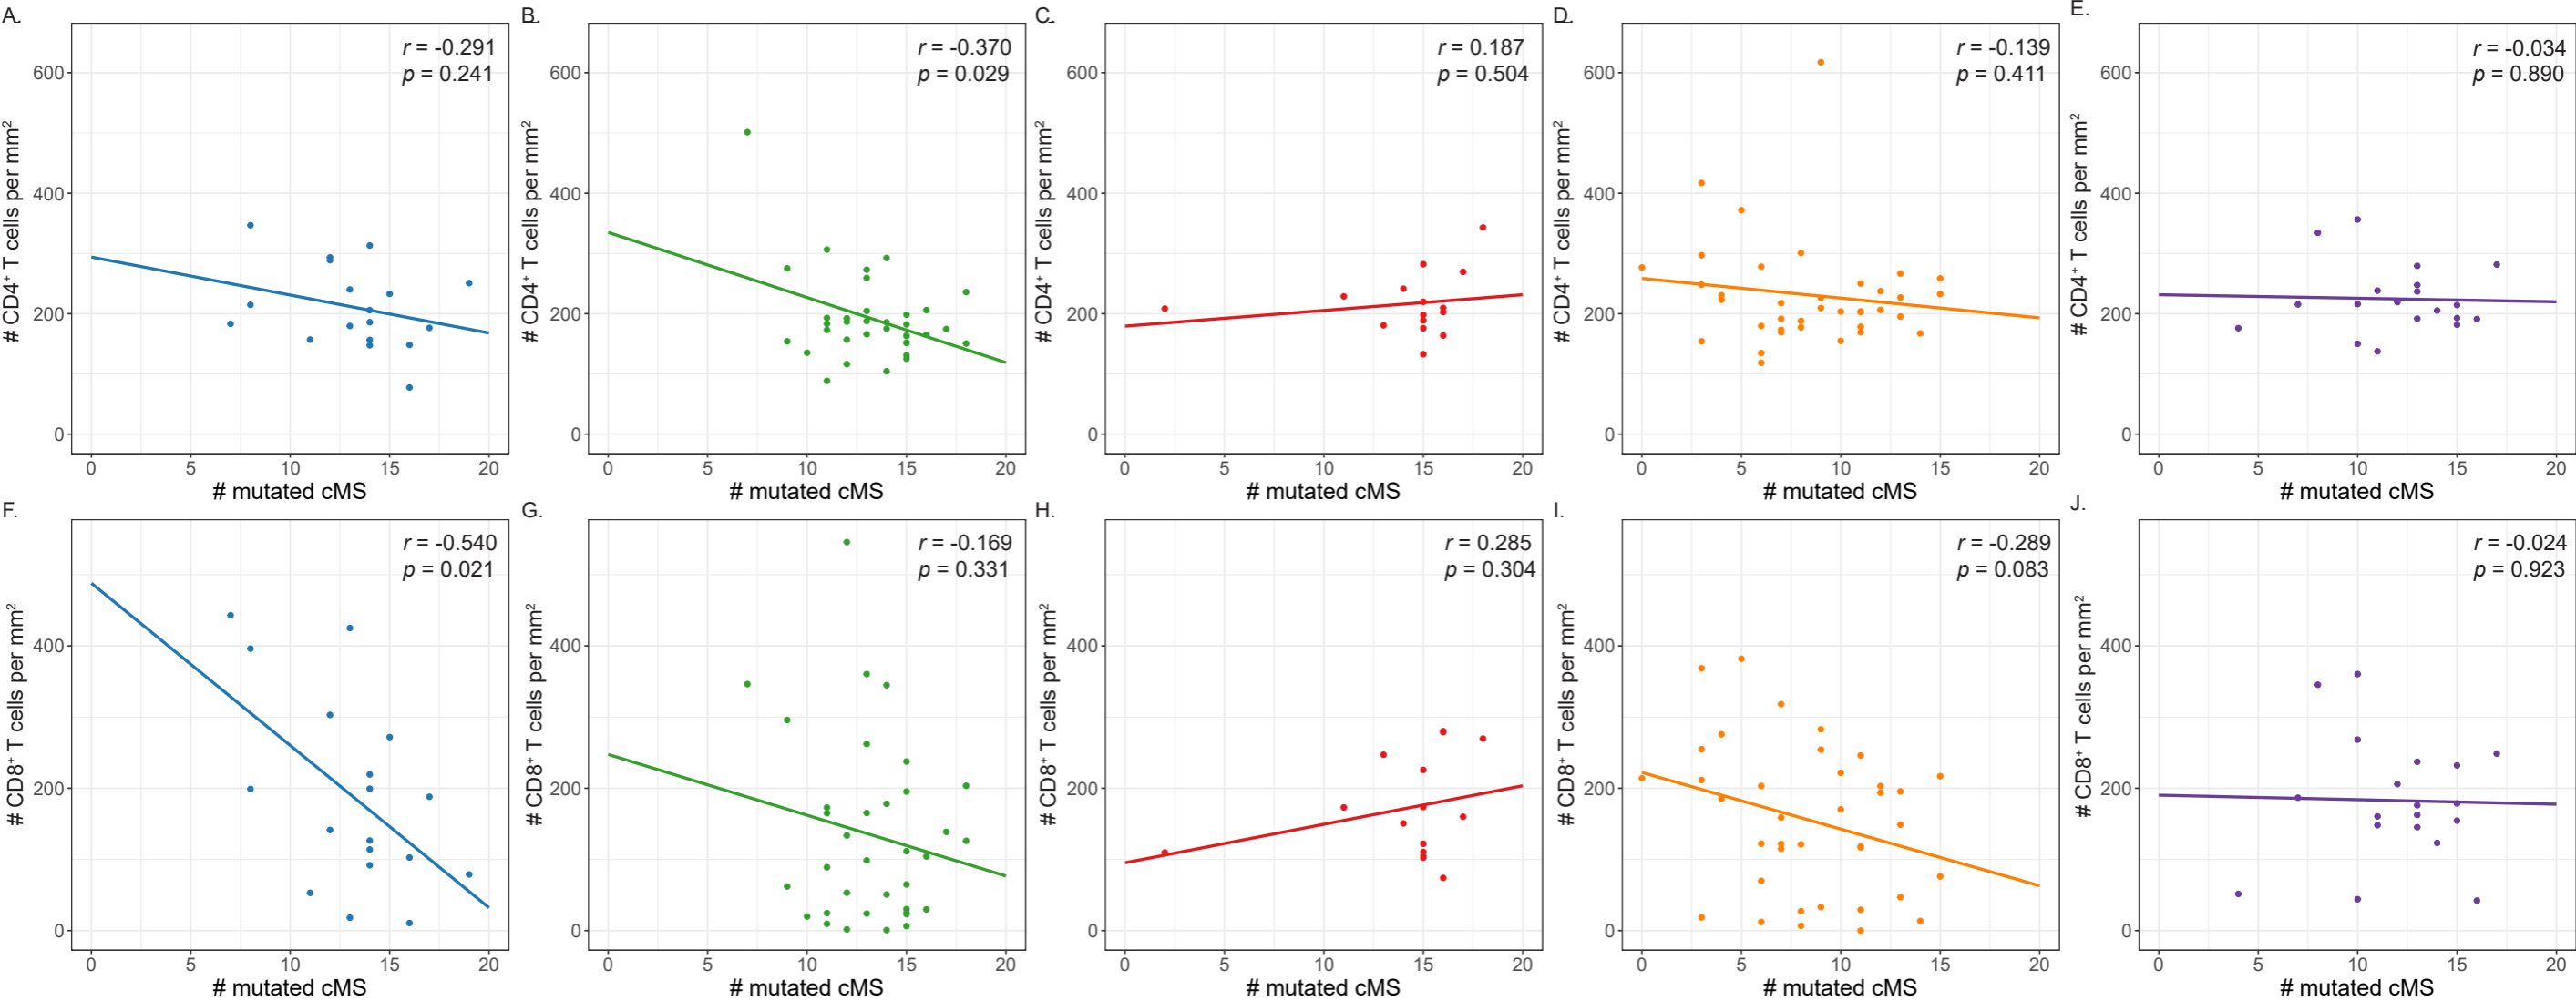 A.
r = -0.291
p = 0.241
# CD4⁺ T cells per mm²
600
400
200
0
0 5 10 15 20
# mutated cMS
B.
r = -0.370
p = 0.029
# CD4⁺ T cells per mm²
600
400
200
0
0 5 10 15 20
# mutated cMS
C.
r = 0.187
p = 0.504
# CD4⁺ T cells per mm²
600
400
200
0
0 5 10 15 20
# mutated cMS
D.
r = -0.139
p = 0.411
# CD4⁺ T cells per mm²
600
400
200
0
0 5 10 15 20
# mutated cMS
E.
r = -0.034
p = 0.890
# CD4⁺ T cells per mm²
600
400
200
0
0 5 10 15 20
# mutated cMS
F.
r = -0.540
p = 0.021
# CD8⁺ T cells per mm²
400
200
0
0 5 10 15 20
# mutated cMS
G.
r = -0.169
p = 0.331
# CD8⁺ T cells per mm²
400
200
0
0 5 10 15 20
# mutated cMS
H.
r = 0.285
p = 0.304
# CD8⁺ T cells per mm²
400
200
0
0 5 10 15 20
# mutated cMS
I.
r = -0.289
p = 0.083
# CD8⁺ T cells per mm²
400
200
0
0 5 10 15 20
# mutated cMS
J.
r = -0.024
p = 0.923
# CD8⁺ T cells per mm²
400
200
0
0 5 10 15 20
# mutated cMS